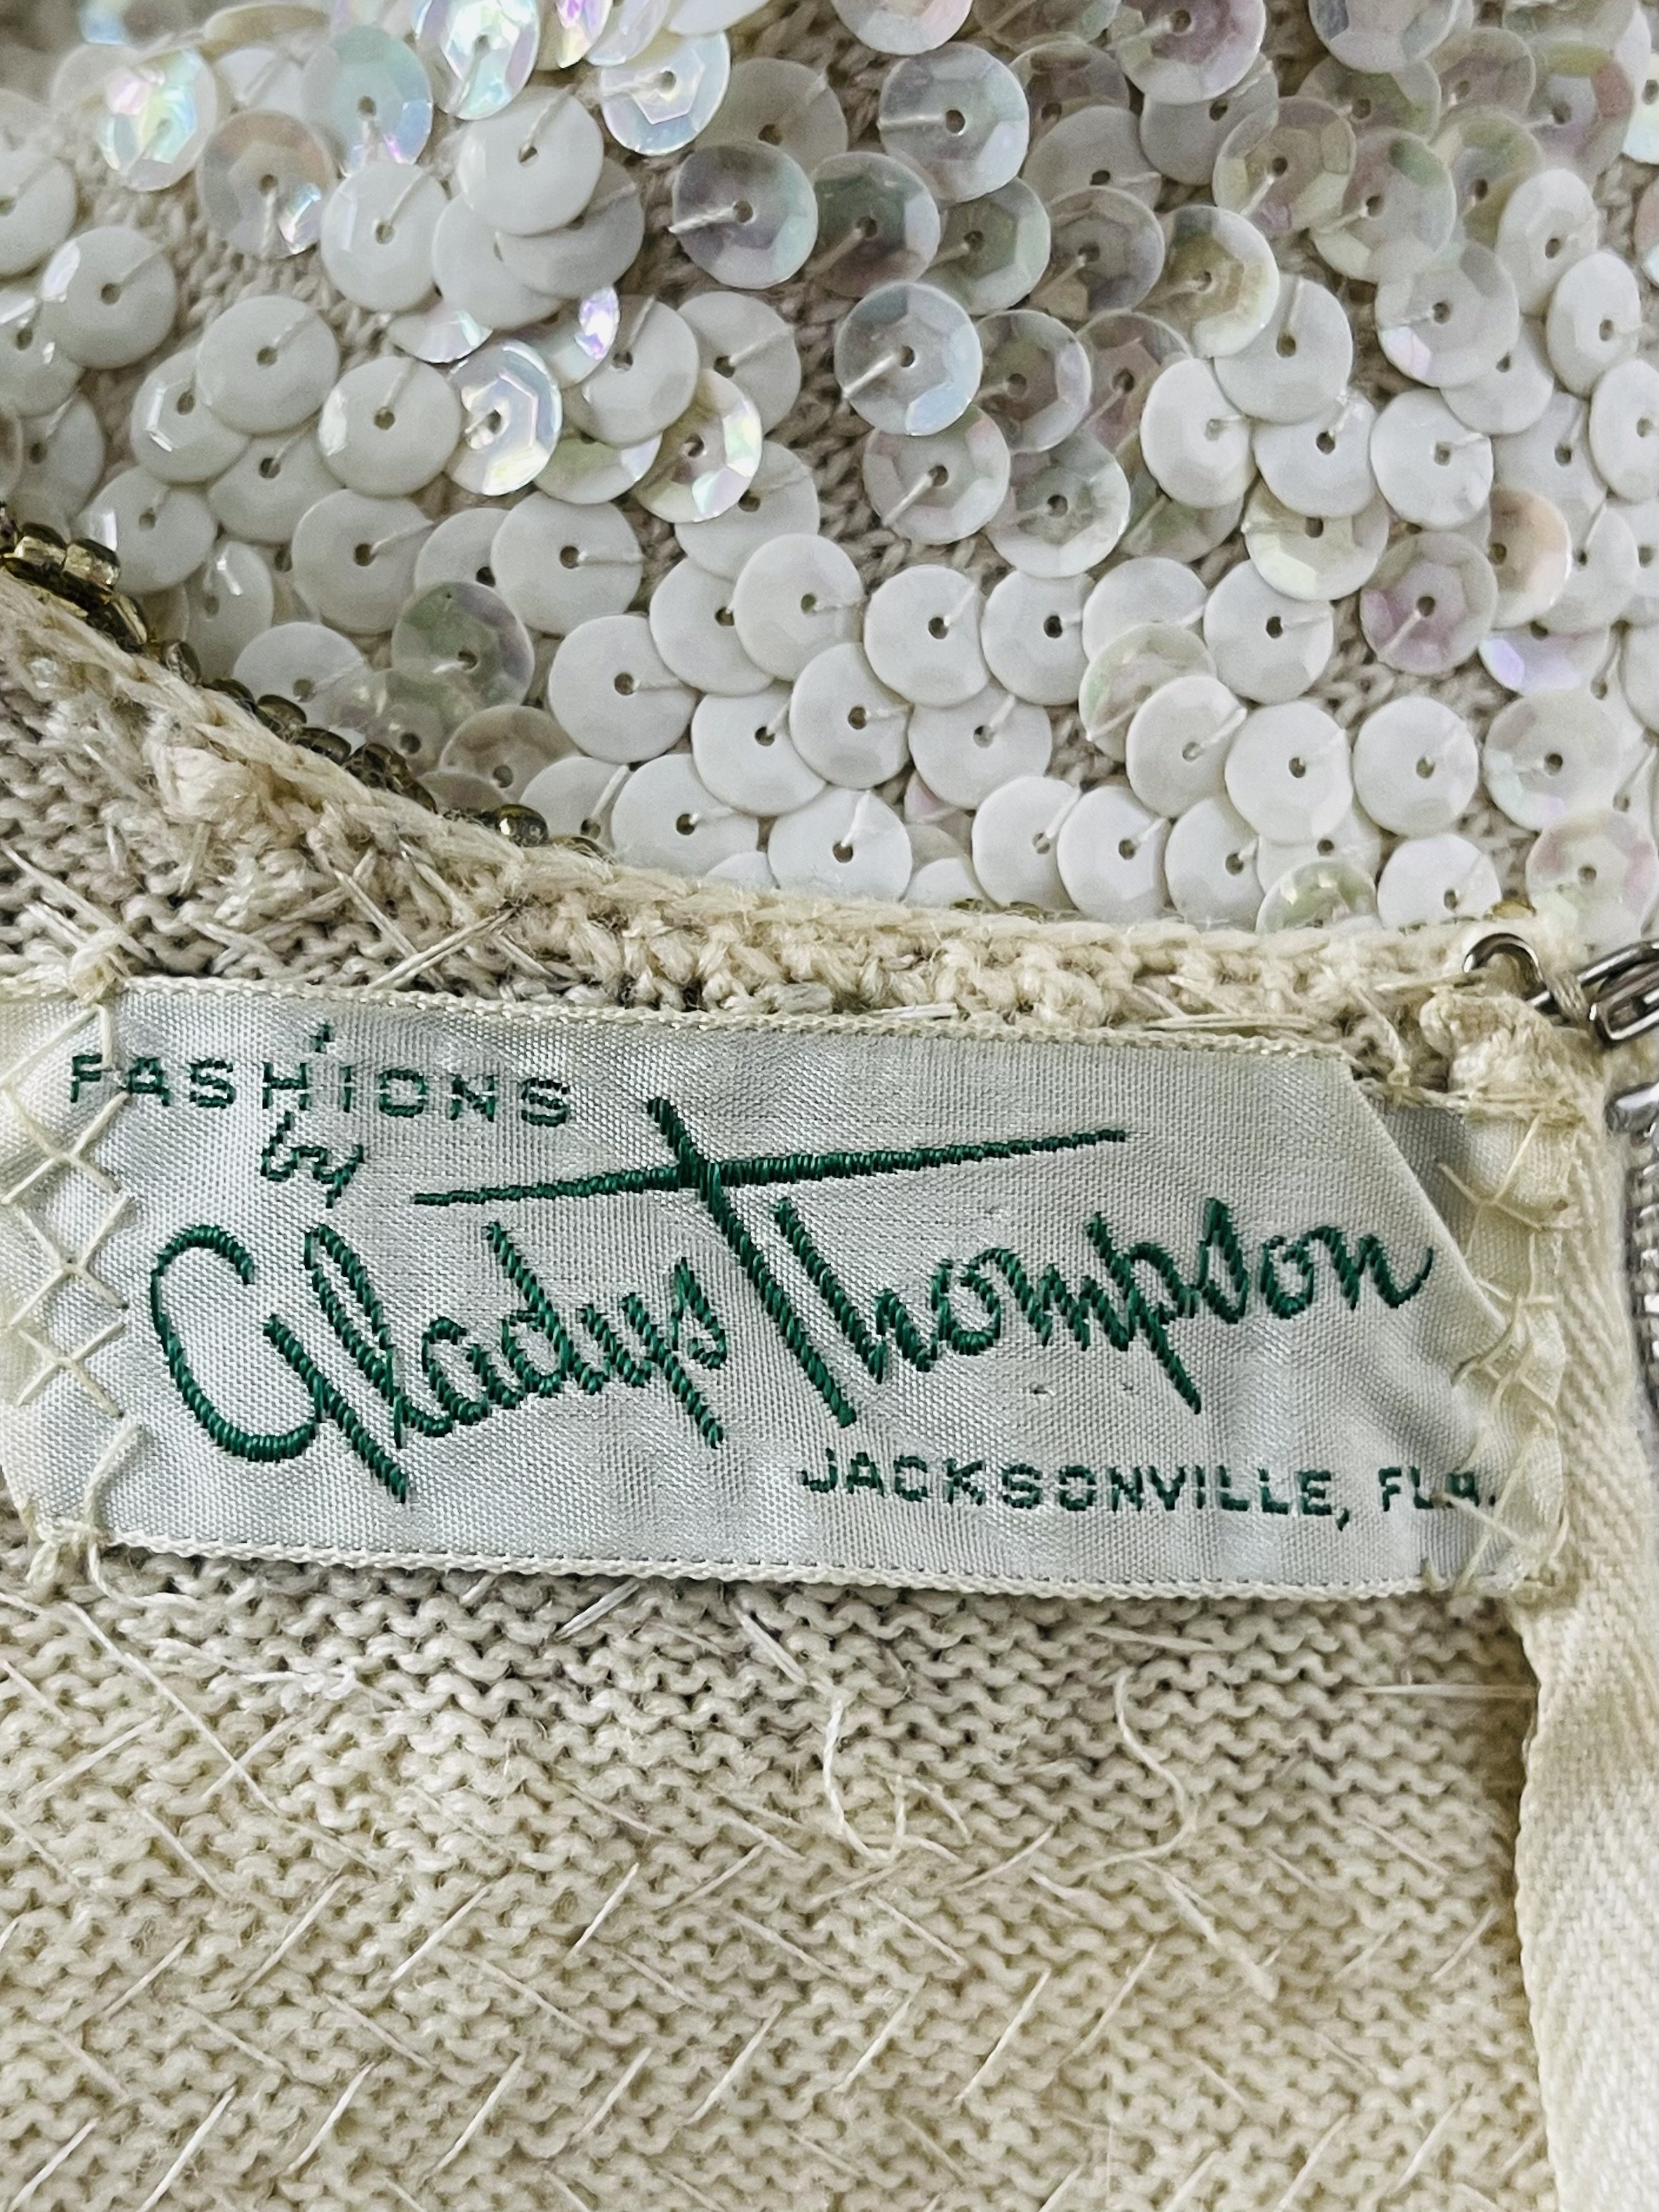 FASHIONS
by
Gladys Thompson
JACKSONVILLE, FLA.